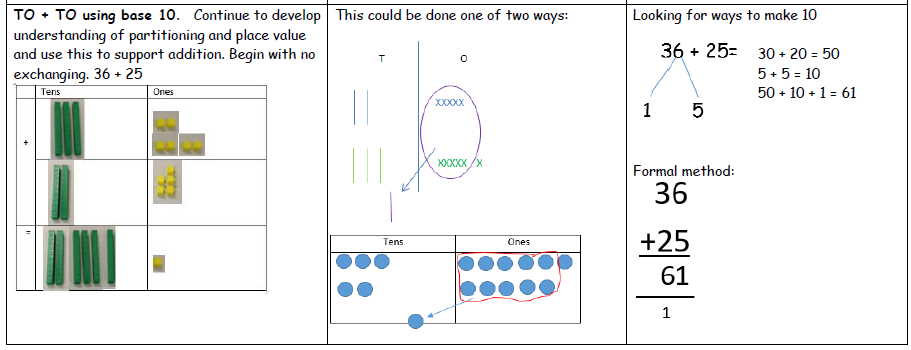 TO + TO using base 10. Continue to develop
understanding of partitioning and place value
and use this to support addition. Begin with no
exchanging. 36 + 25
Tens Ones
+
=
This could be done one of two ways:
T O
XXXXX
XXXXX X
Tens Ones
Looking for ways to make 10
36 + 25=
30 + 20 = 50
5 + 5 = 10
50 + 10 + 1 = 61
1 5
Formal method:
36
+25
61
1